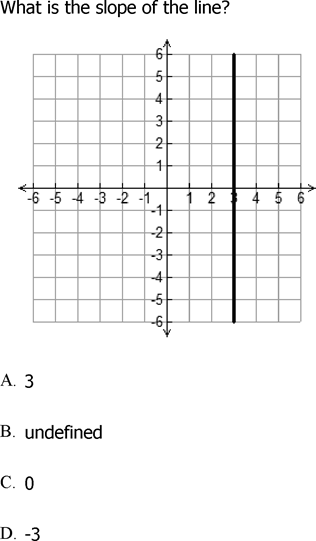 What is the slope of the line?
6
5
4
3
2
1
-6 -5 -4 -3 -2 -1 1 2 3 4 5 6
-1
-2
-3
-4
-5
-6
A. 3
B. undefined
C. 0
D. -3